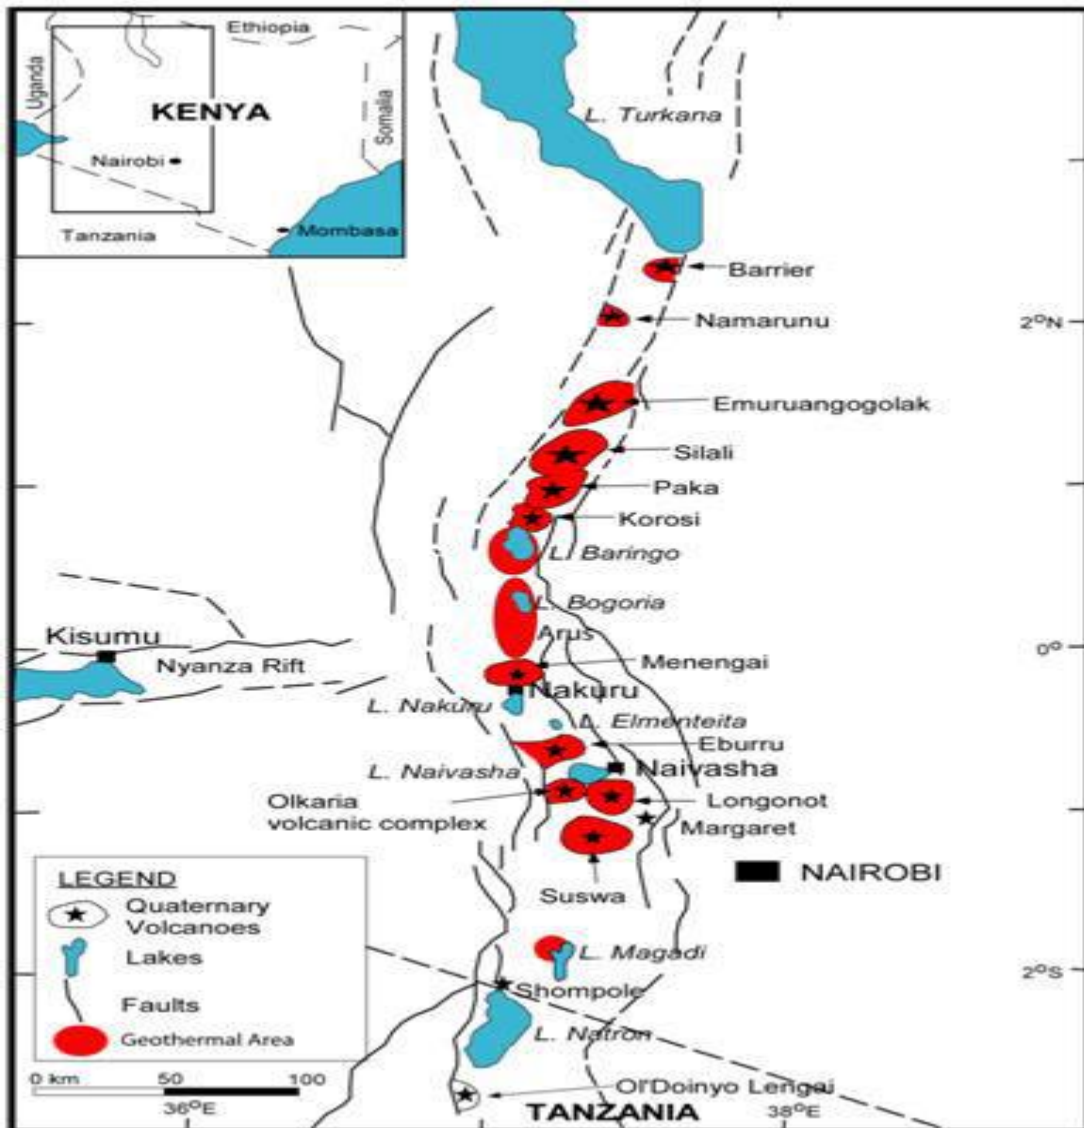 Ethiopia
Uganda
KENYA
Somalia
Nairobi
Tanzania
Mombasa
L. Turkana
Barrier
Namarunu
2°N
Emuruangogolak
Silali
Paka
Korosi
L. Baringo
L. Bogoria
Arus
Kisumu
Nyanza Rift
Menengai
0°
Nakuru
L. Nakuru
L. Elmenteita
Eburru
L. Naivasha
Naivasha
Olkaria
volcanic complex
Longonot
Margaret
NAIROBI
Suswa
LEGEND
Quaternary
Volcanoes
Lakes
Faults
Geothermal Area
L. Magadi
2°S
Shompole
L. Natron
0 km 50 100
36°E
Ol'Doinyo Lengai
TANZANIA
38°E